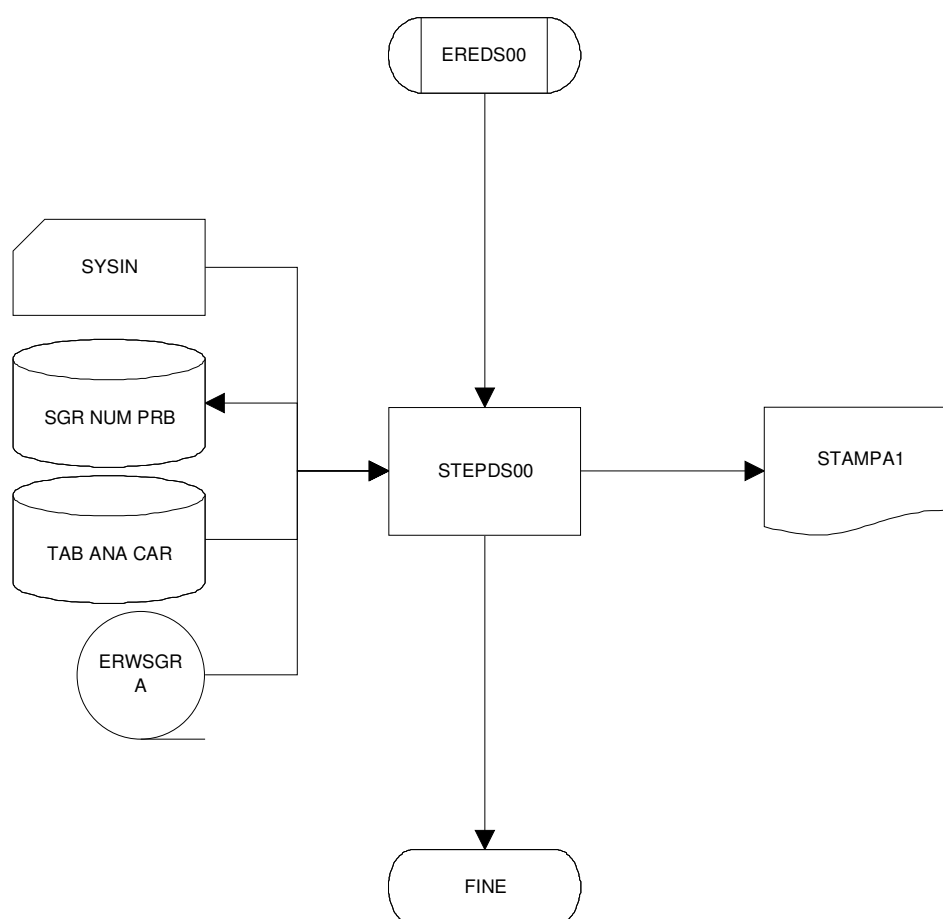 EREDS00
SYSIN
SGR NUM PRB
STEPDS00
STAMPA1
TAB ANA CAR
ERWSGR
A
FINE